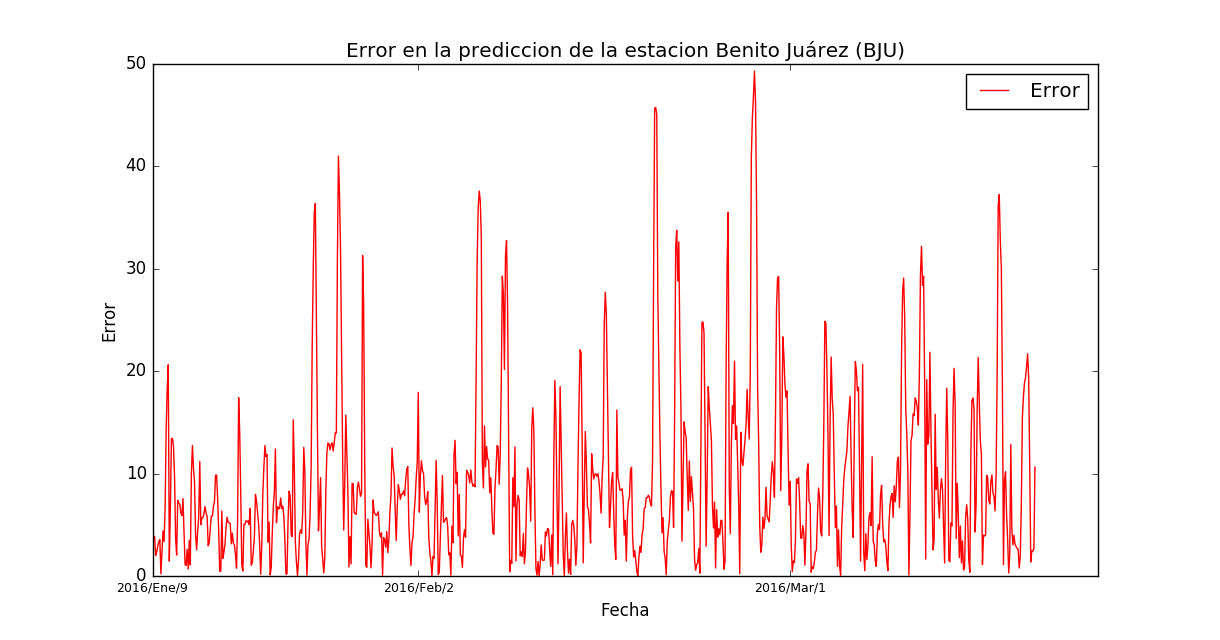 Error en la prediccion de la estacion Benito Juárez (BJU)
Error
50
40
30
20
10
0
Error
2016/Ene/9 2016/Feb/2 2016/Mar/1
Fecha